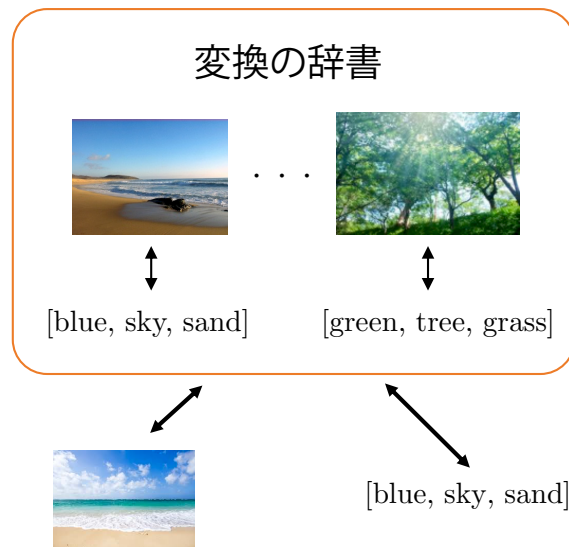 変換の辞書
. . .
[blue, sky, sand]
[green, tree, grass]
[blue, sky, sand]